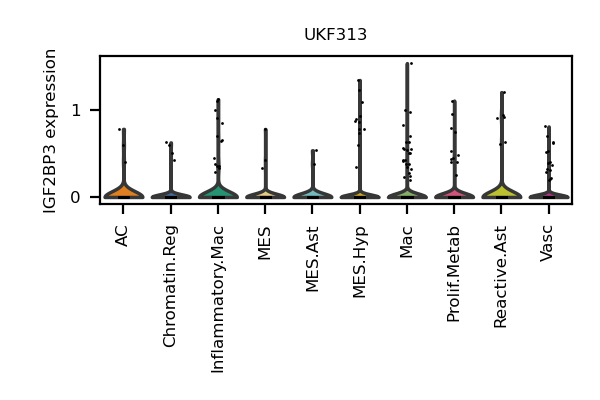 UKF313
IGF2BP3 expression
1
0
AC
Chromatin.Reg
Inflammatory.Mac
MES
MES.Ast
MES.Hyp
Mac
Prolif.Metab
Reactive.Ast
Vasc